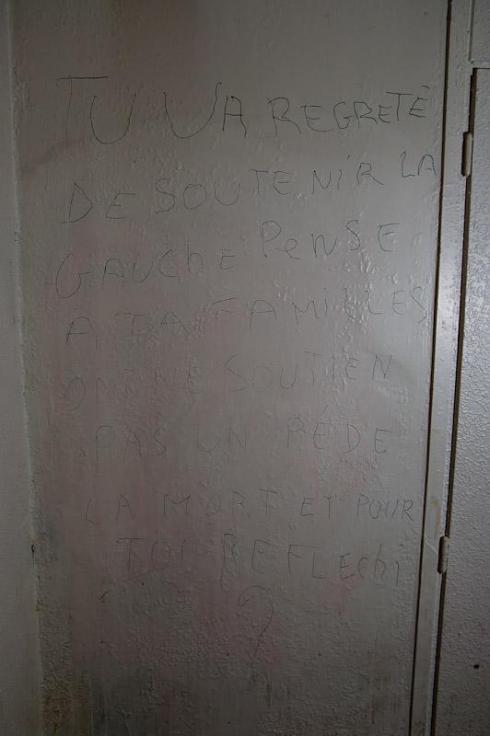 TU VA REGRETÉ
DE SOUTENIR LA
GAUCHE PENSE
A TA FAMILLES
ON NE SOUTIEN
PAS UN PÉDE
LA MORT ET POUR
TOI REFLECHI
?